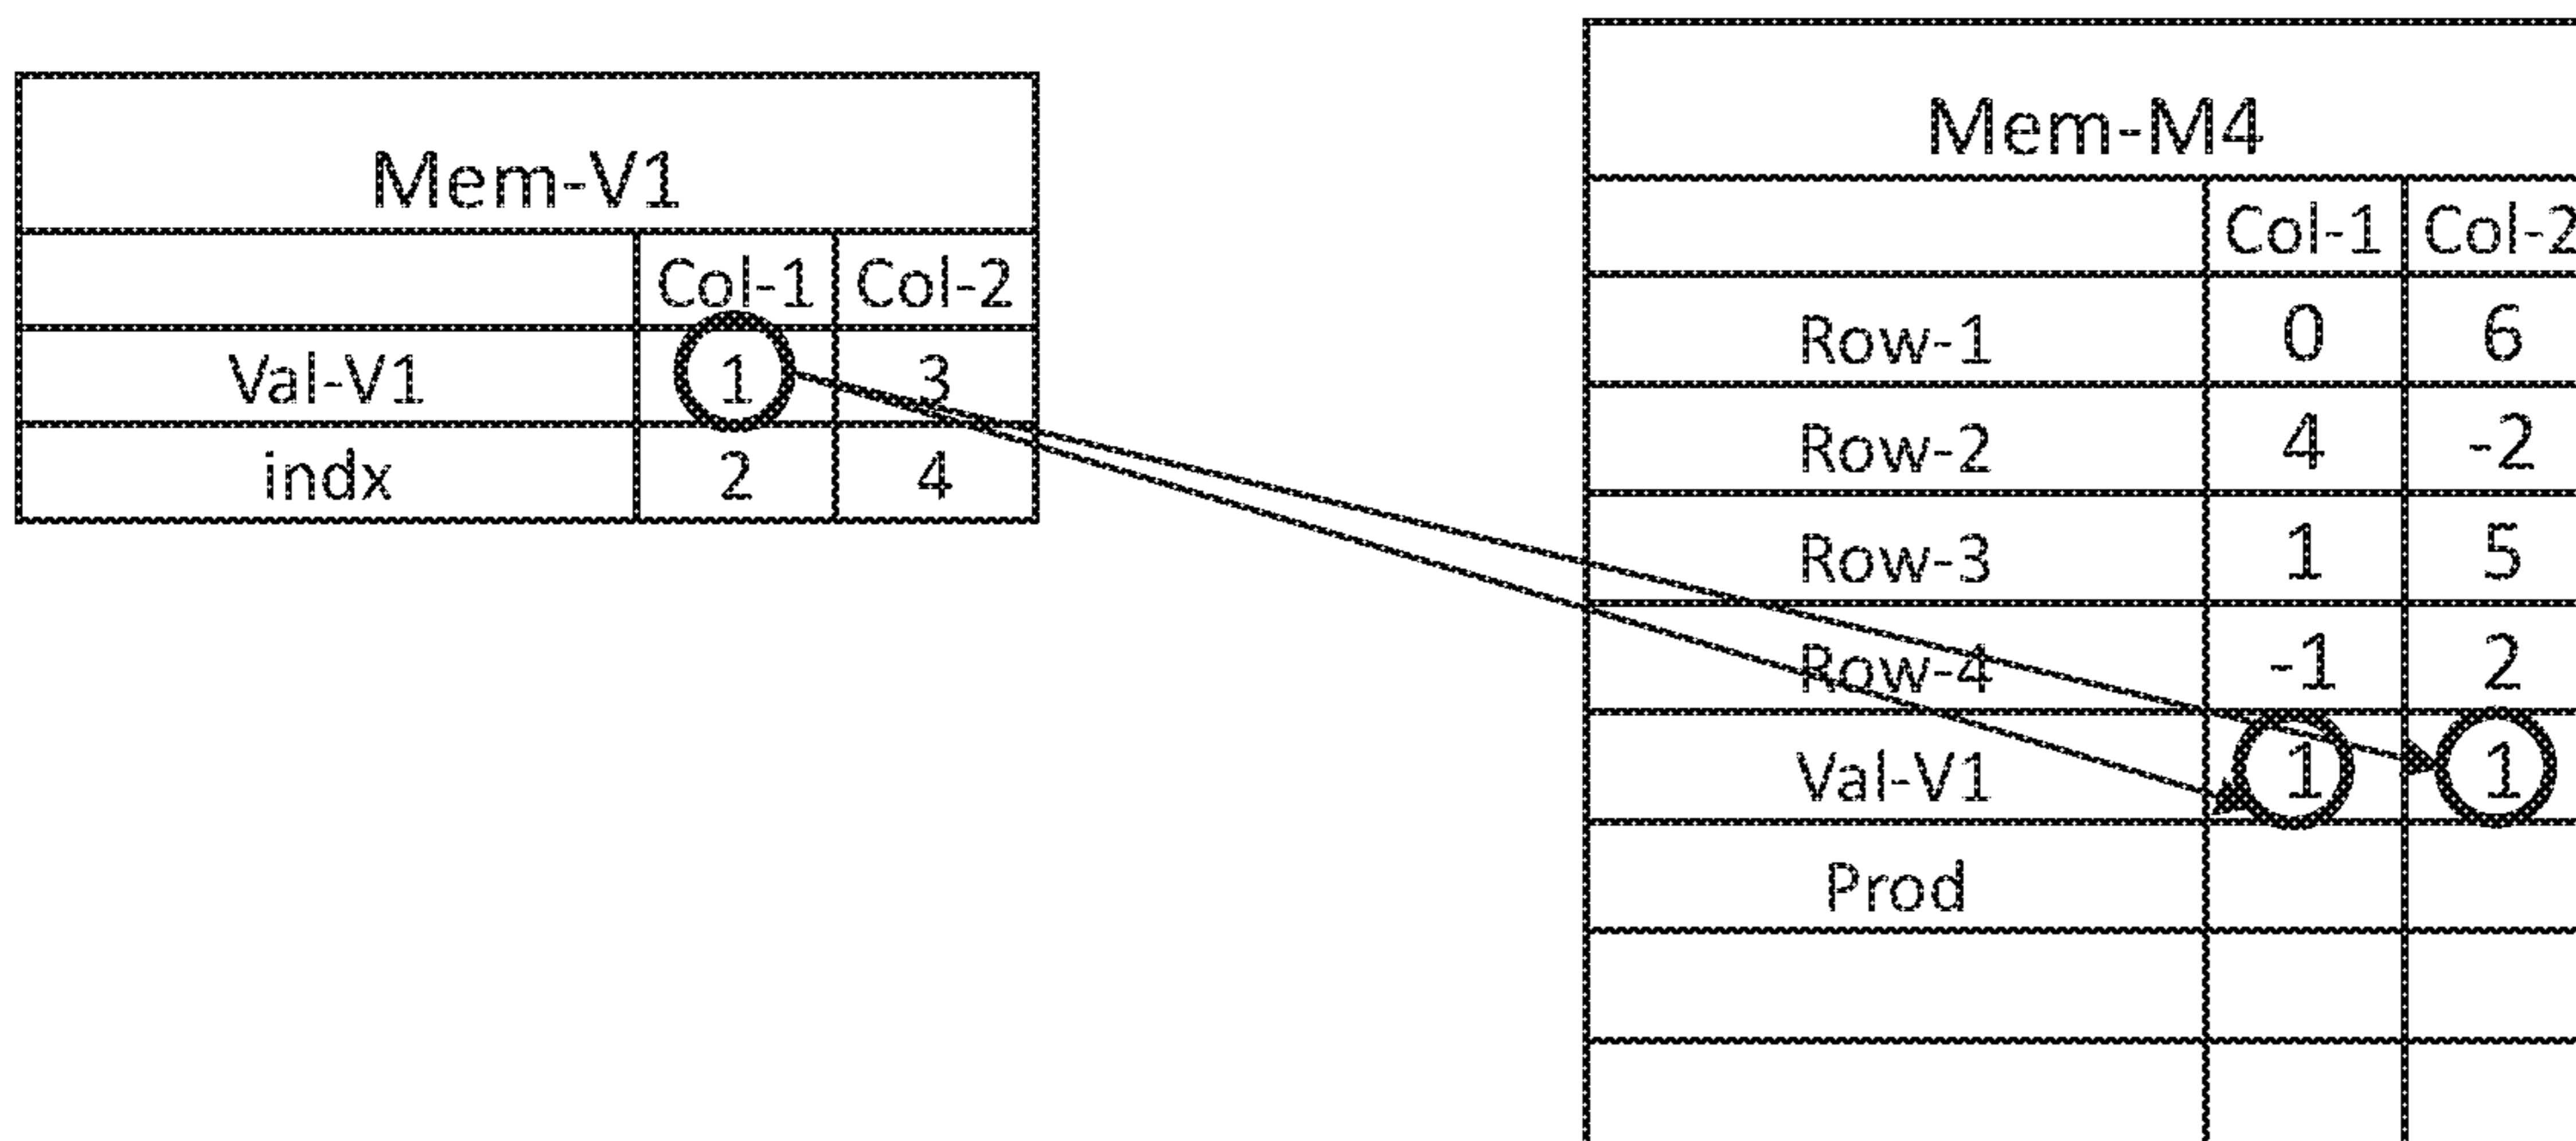 Mem-V1
Col-1 Col-2
Val-V1 1 3
indx 2 4
Mem-M4
Col-1 Col-2
Row-1 0 6
Row-2 4 -2
Row-3 1 5
Row-4 -1 2
Val-V1 1 1
Prod